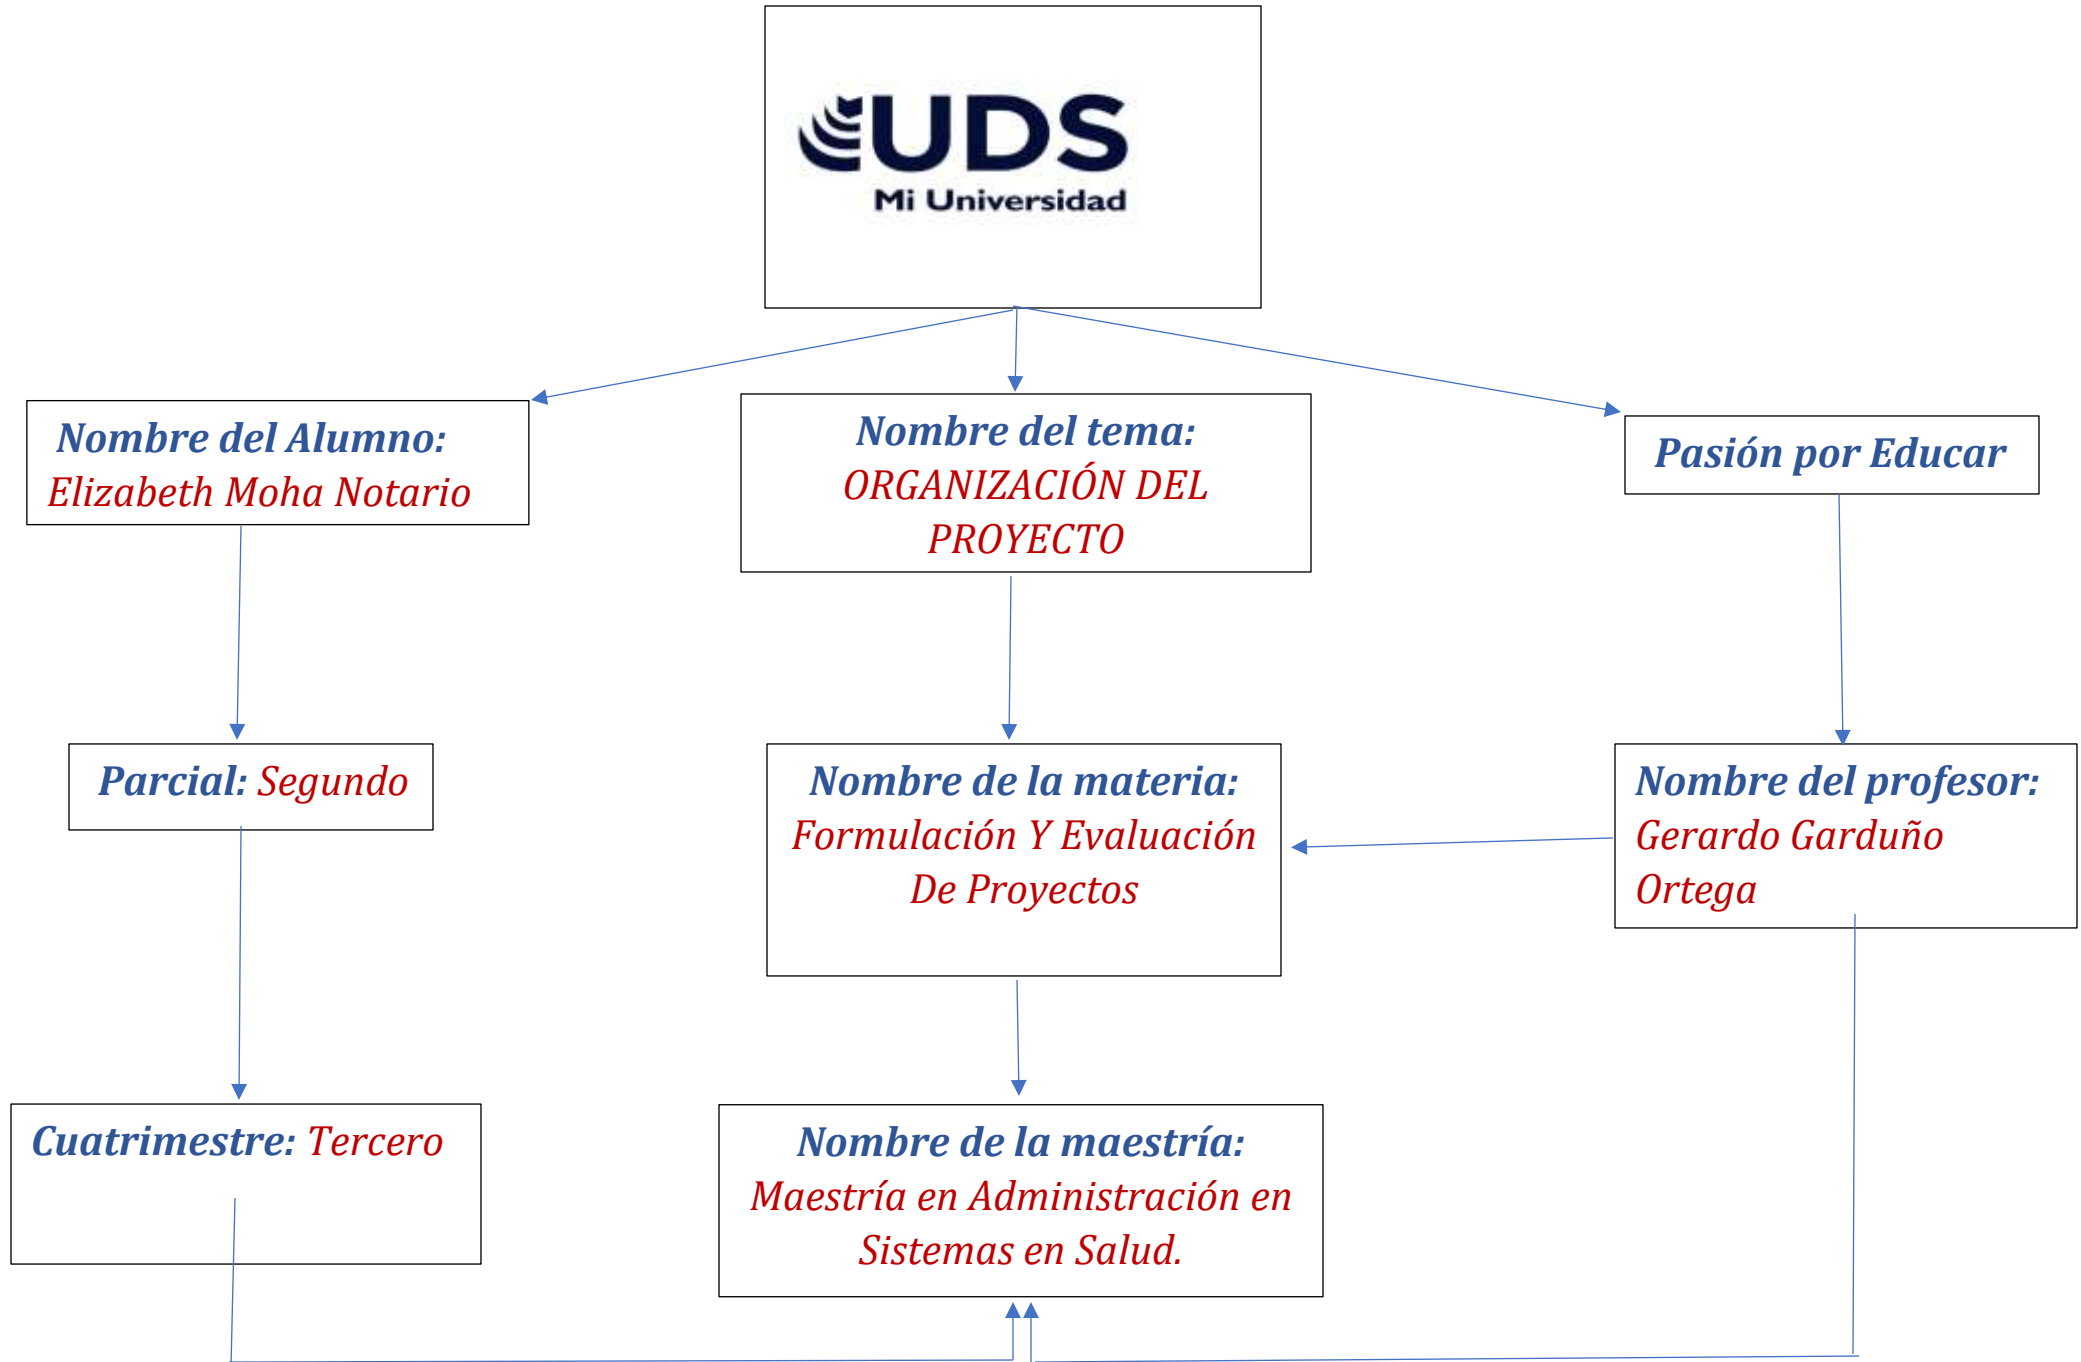 UDS
Mi Universidad
Nombre del Alumno:
Elizabeth Moha Notario
Nombre del tema:
ORGANIZACIÓN DEL
PROYECTO
Pasión por Educar
Parcial: Segundo
Nombre de la materia:
Formulación Y Evaluación
De Proyectos
Nombre del profesor:
Gerardo Garduño
Ortega
Cuatrimestre: Tercero
Nombre de la maestría:
Maestría en Administración en
Sistemas en Salud.